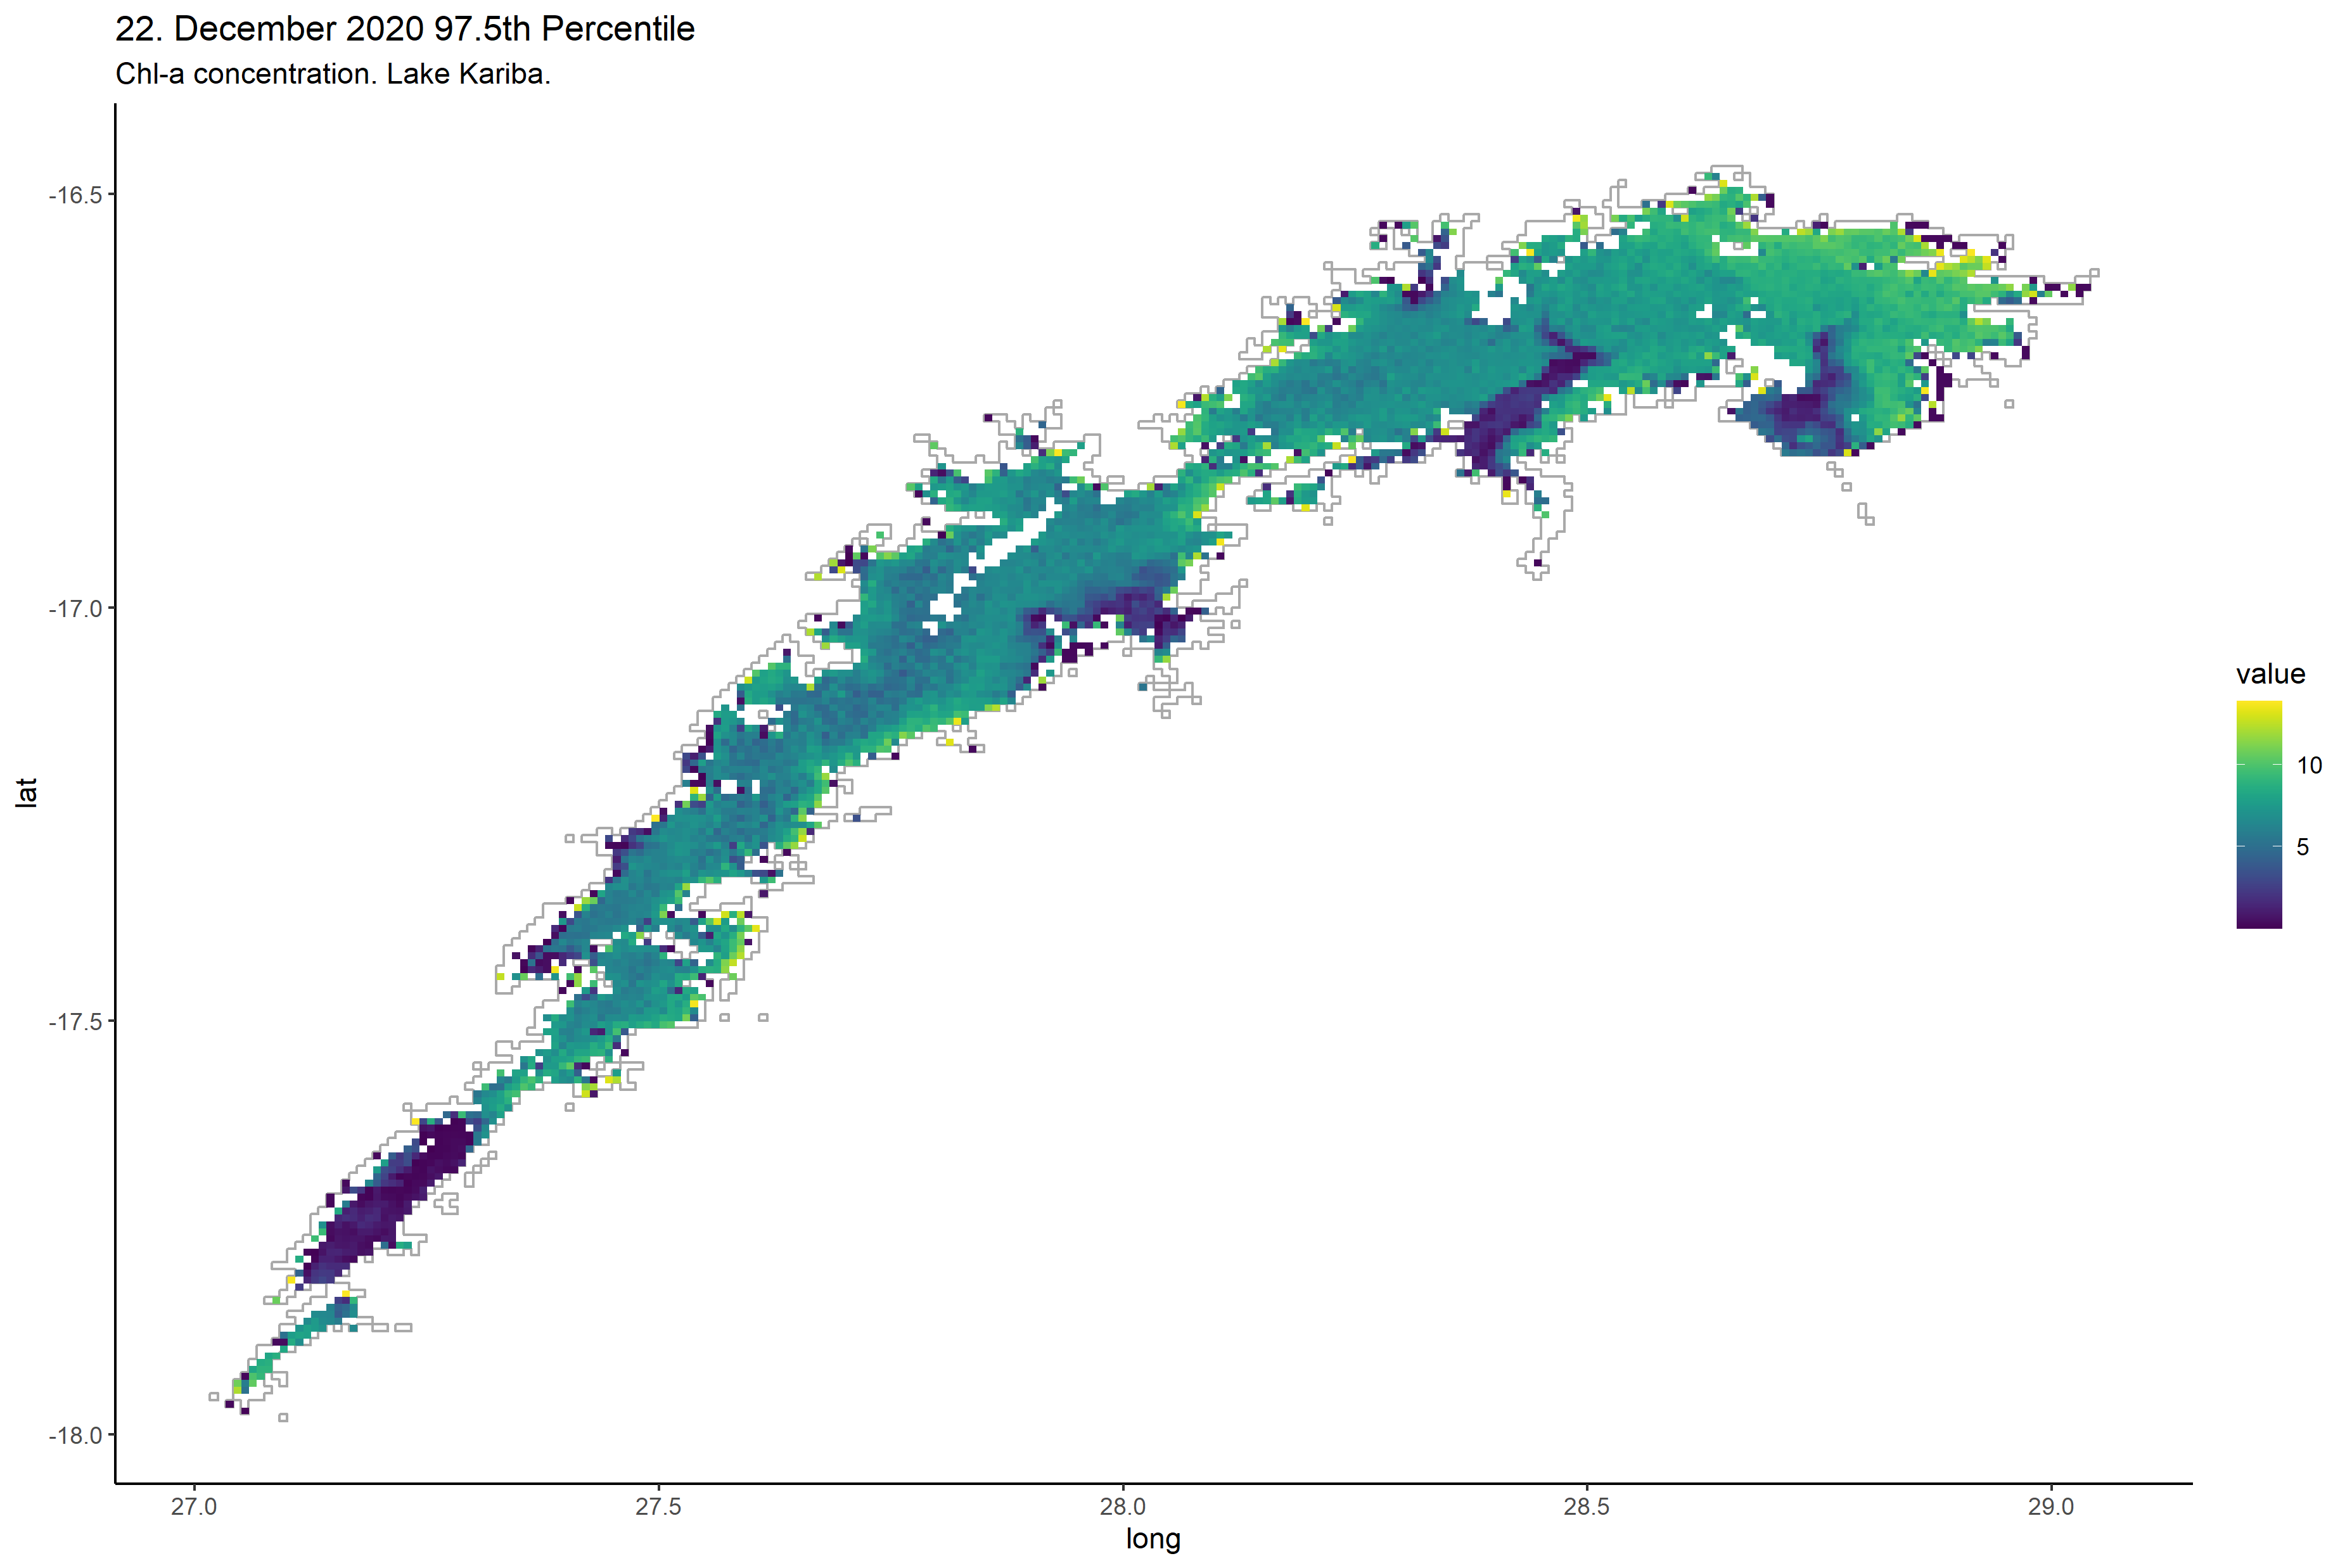 22. December 2020 97.5th Percentile
Chl-a concentration. Lake Kariba.
-16.5
-17.0
-17.5
-18.0
lat
27.0
27.5
28.0
28.5
29.0
long
value
10
5